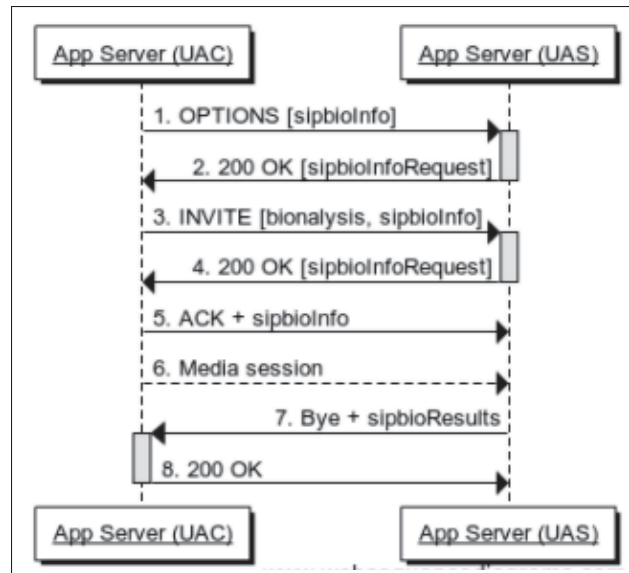 App Server (UAC) App Server (UAS)
1. OPTIONS [sipbioInfo]
2. 200 OK [sipbioInfoRequest]
3. INVITE [bionalysis, sipbioInfo]
4. 200 OK [sipbioInfoRequest]
5. ACK + sipbioInfo
6. Media session
7. Bye + sipbioResults
8. 200 OK
App Server (UAC) App Server (UAS)